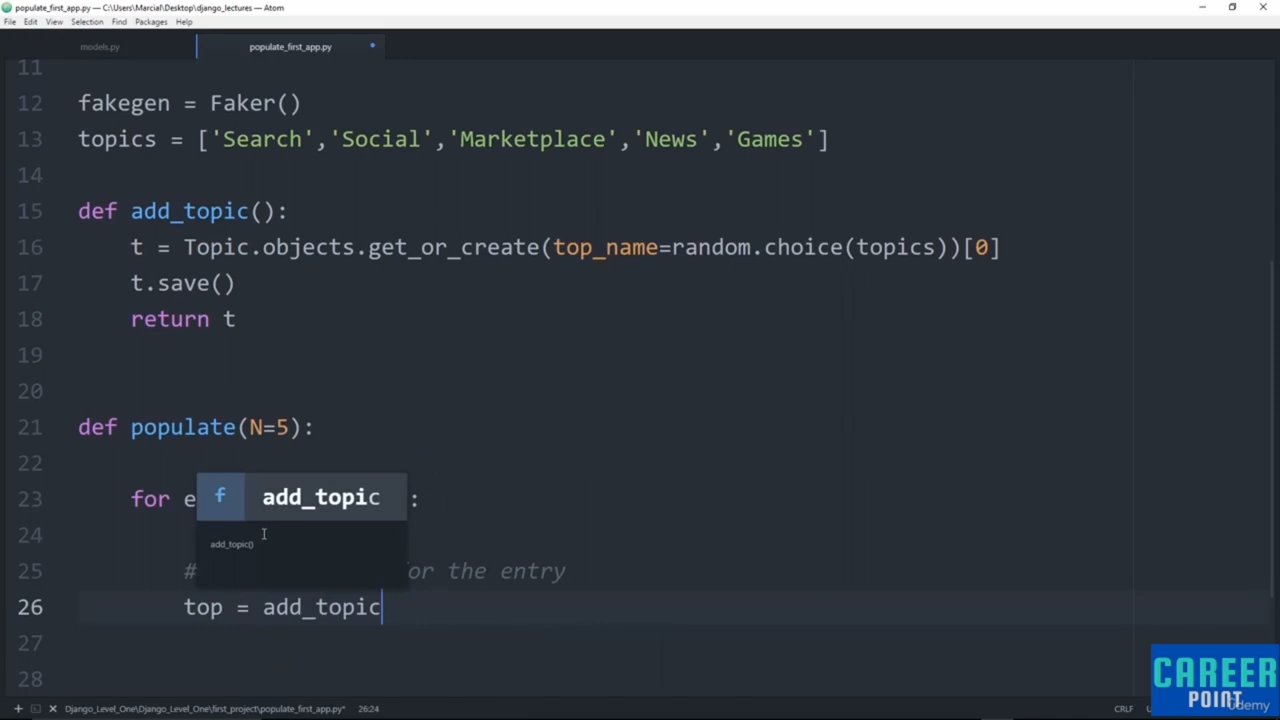 populate_first_app.py — C:\Users\Marcial\Desktop\django_lectures — Atom
File Edit View Selection Find Packages Help
models.py populate_first_app.py
11
12 fakegen = Faker()
13 topics = ['Search','Social','Marketplace','News','Games']
14
15 def add_topic():
16 t = Topic.objects.get_or_create(top_name=random.choice(topics))[0]
17 t.save()
18 return t
19
20
21 def populate(N=5):
22
23 for e :
f add_topic
24
add_topic()
25 # or the entry
26 top = add_topic
27
28
CAREER
POINT
Udemy
Django_Level_One\Django_Level_One\first_project\populate_first_app.py* 26:24 CRLF